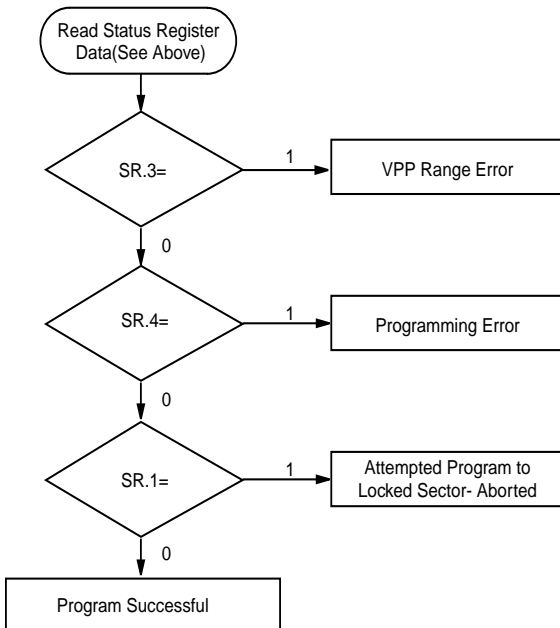 Read Status Register
Data(See Above)
SR.3=
1
VPP Range Error
0
SR.4=
1
Programming Error
0
SR.1=
1
Attempted Program to
Locked Sector- Aborted
0
Program Successful